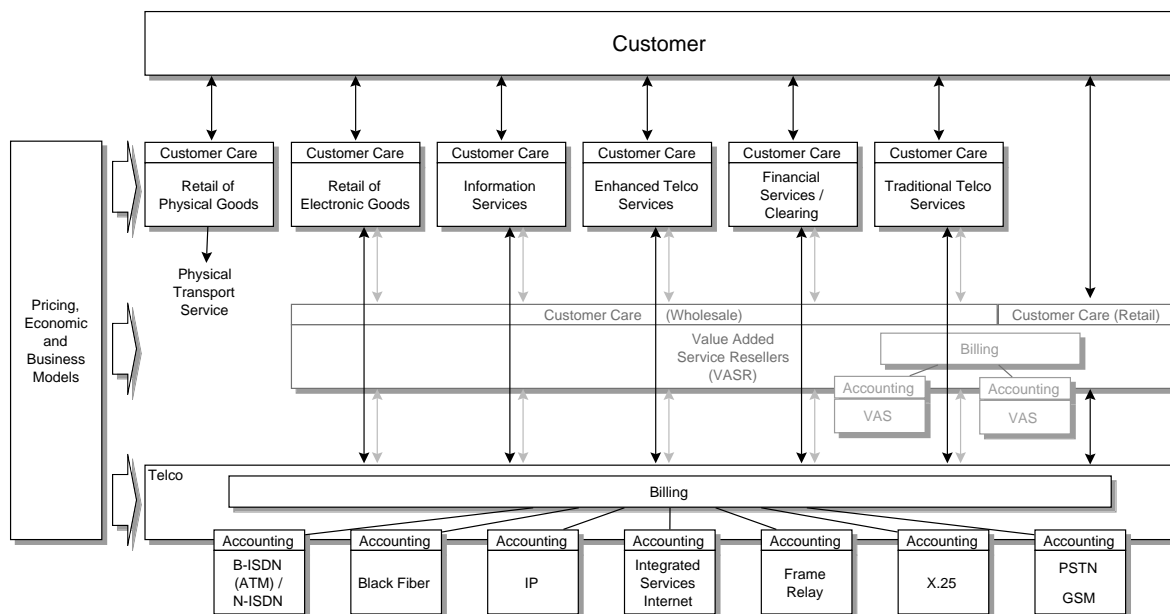 Customer
Customer Care
Retail of
Physical Goods
Customer Care
Retail of
Electronic Goods
Customer Care
Information
Services
Customer Care
Enhanced Telco
Services
Customer Care
Financial
Services /
Clearing
Customer Care
Traditional Telco
Services
Physical
Transport
Service
Pricing,
Economic
and
Business
Models
Customer Care (Wholesale)
Customer Care (Retail)
Value Added
Service Resellers
(VASR)
Billing
Accounting
VAS
Accounting
VAS
Telco
Billing
Accounting
B-ISDN
(ATM) /
N-ISDN
Accounting
Black Fiber
Accounting
IP
Accounting
Integrated
Services
Internet
Accounting
Frame
Relay
Accounting
X.25
Accounting
PSTN
GSM